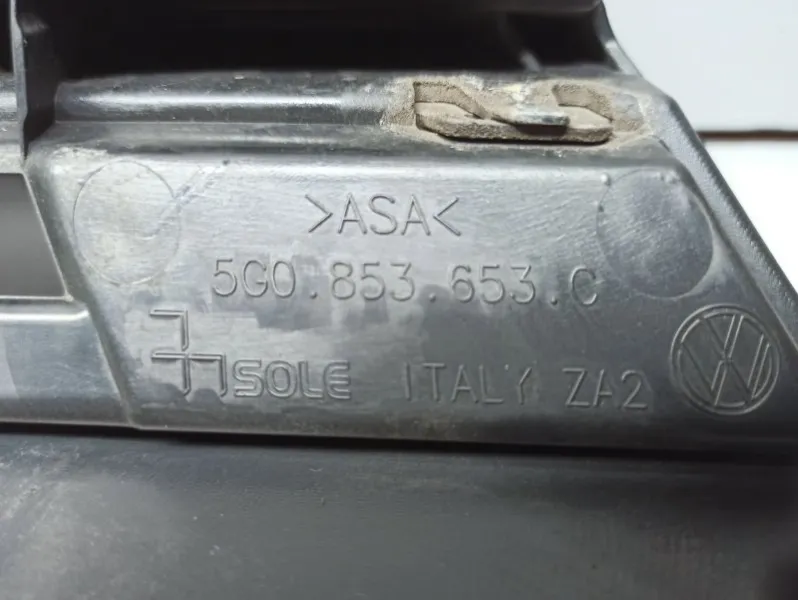 >ASA<
5G0.853.653.C
SOLE ITALY ZA2